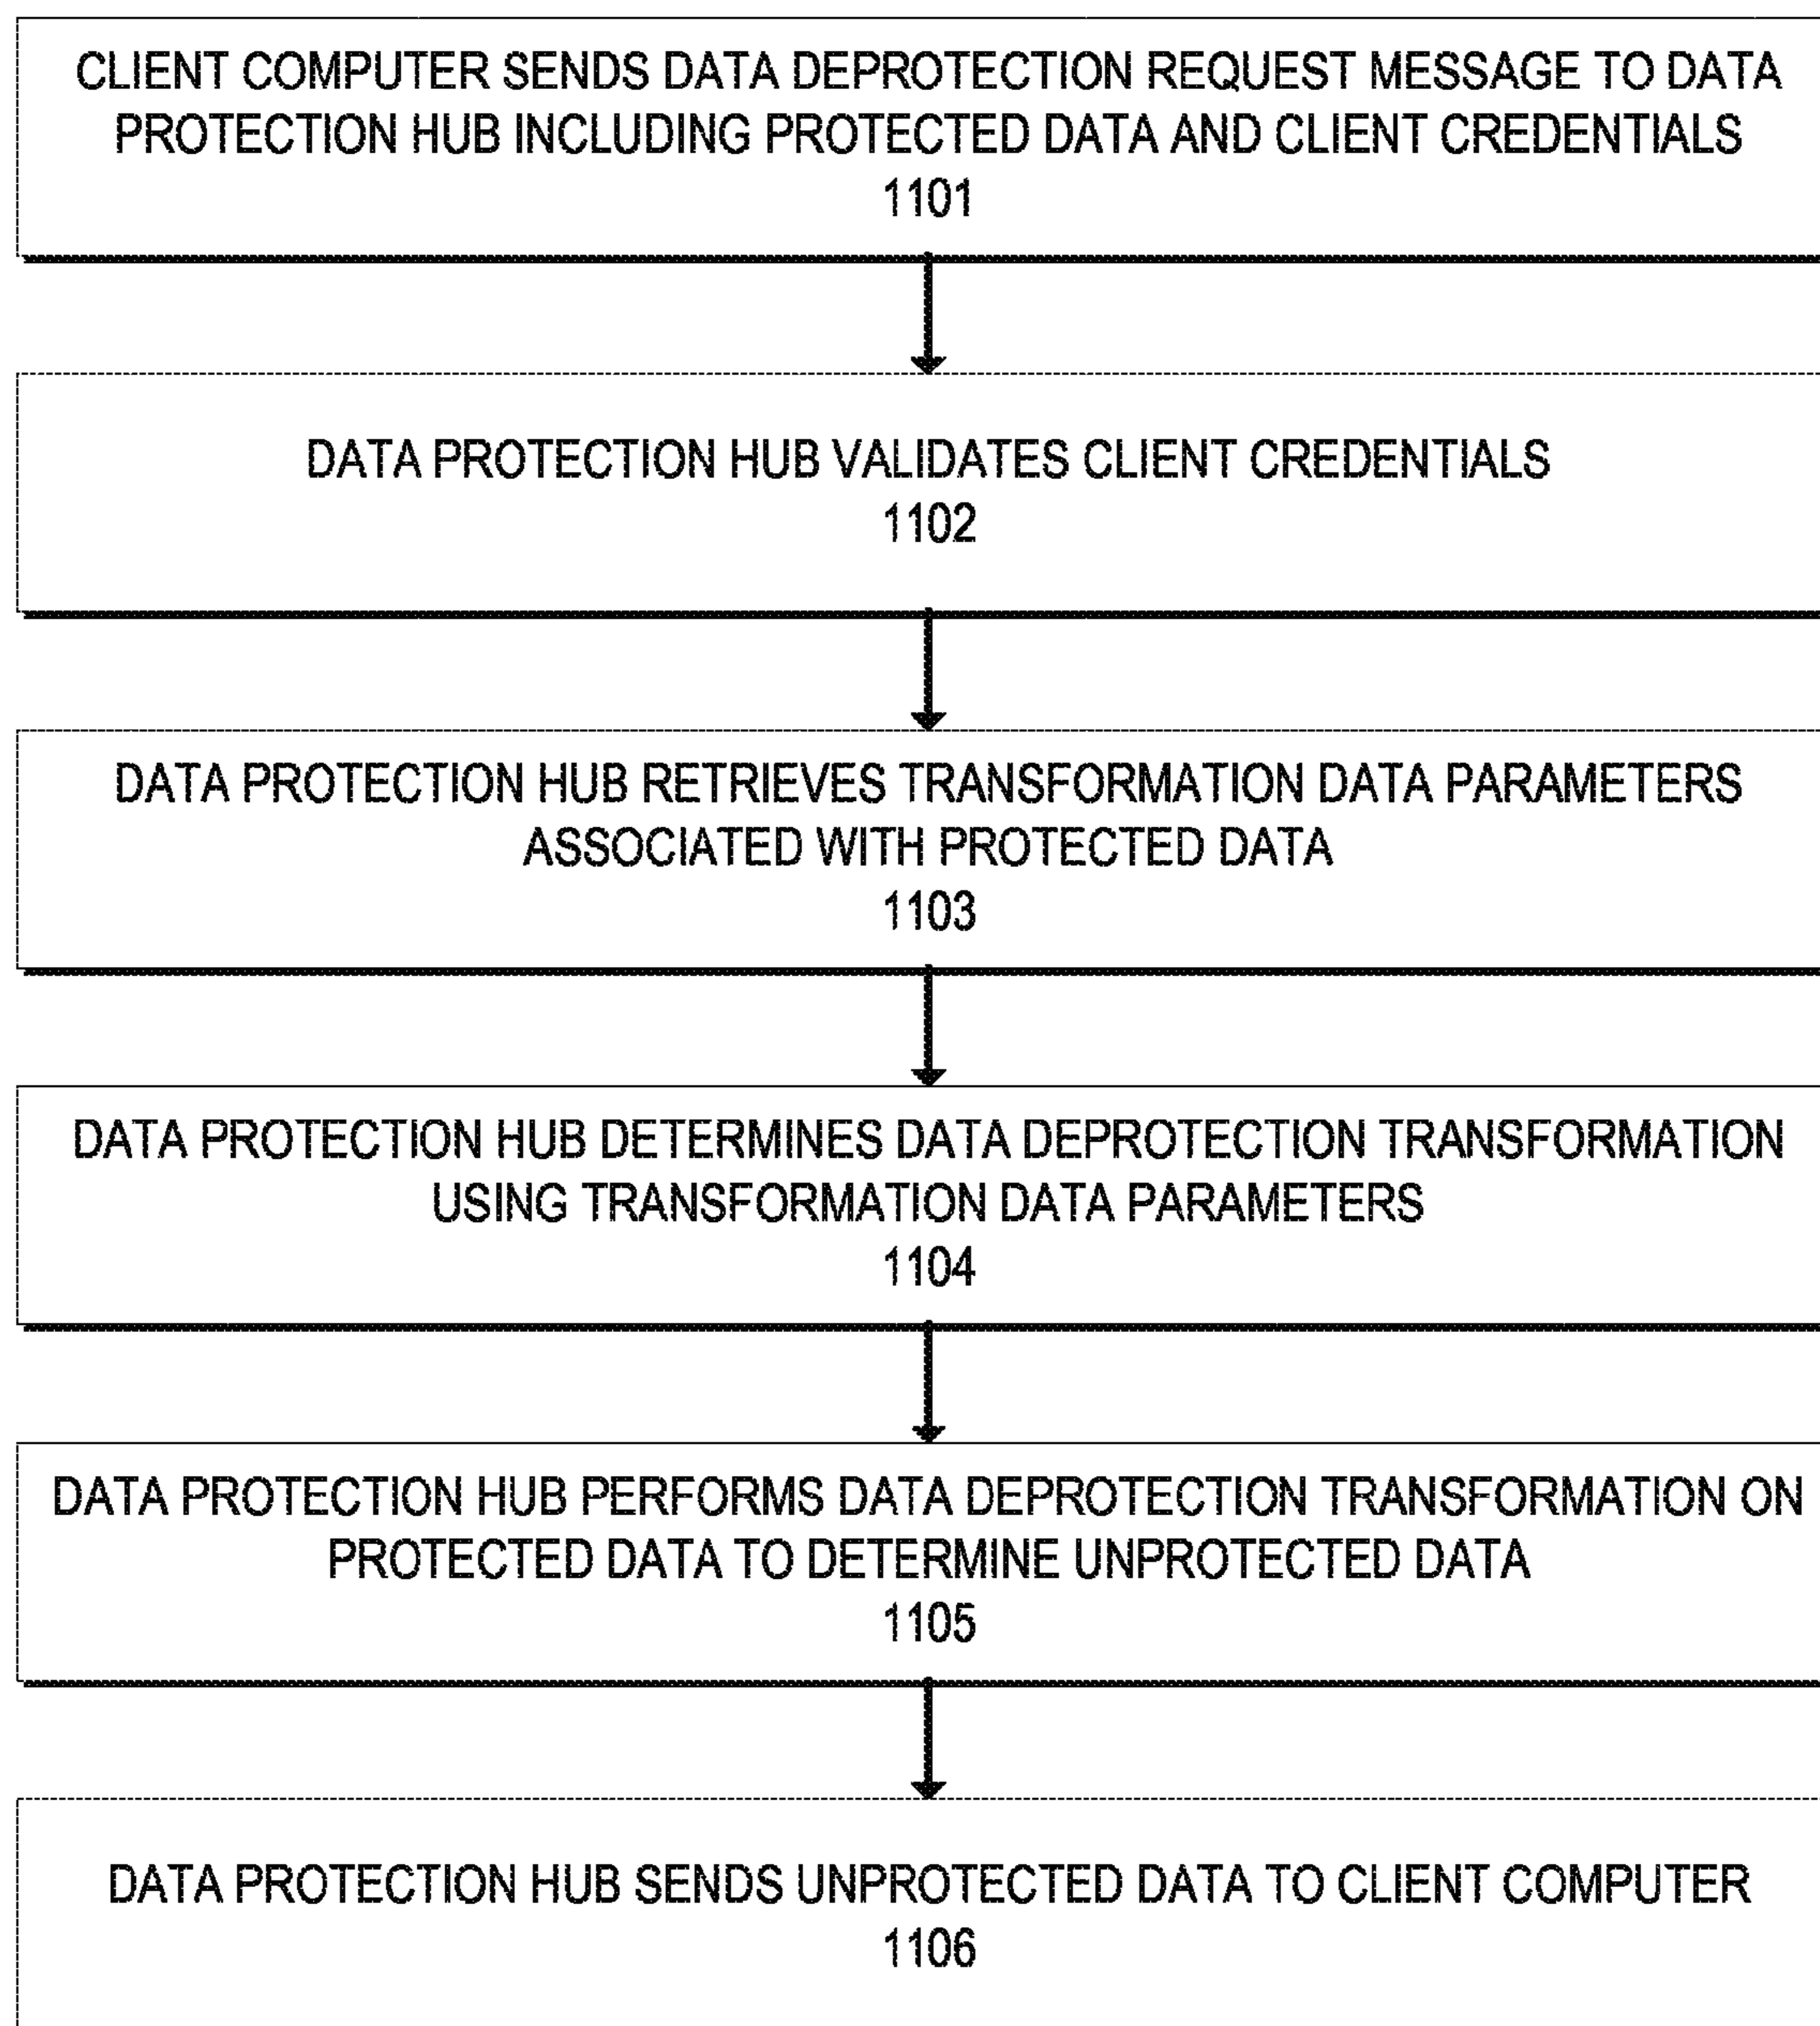 CLIENT COMPUTER SENDS DATA DEPROTECTION REQUEST MESSAGE TO DATA
PROTECTION HUB INCLUDING PROTECTED DATA AND CLIENT CREDENTIALS
1101
DATA PROTECTION HUB VALIDATES CLIENT CREDENTIALS
1102
DATA PROTECTION HUB RETRIEVES TRANSFORMATION DATA PARAMETERS
ASSOCIATED WITH PROTECTED DATA
1103
DATA PROTECTION HUB DETERMINES DATA DEPROTECTION TRANSFORMATION
USING TRANSFORMATION DATA PARAMETERS
1104
DATA PROTECTION HUB PERFORMS DATA DEPROTECTION TRANSFORMATION ON
PROTECTED DATA TO DETERMINE UNPROTECTED DATA
1105
DATA PROTECTION HUB SENDS UNPROTECTED DATA TO CLIENT COMPUTER
1106